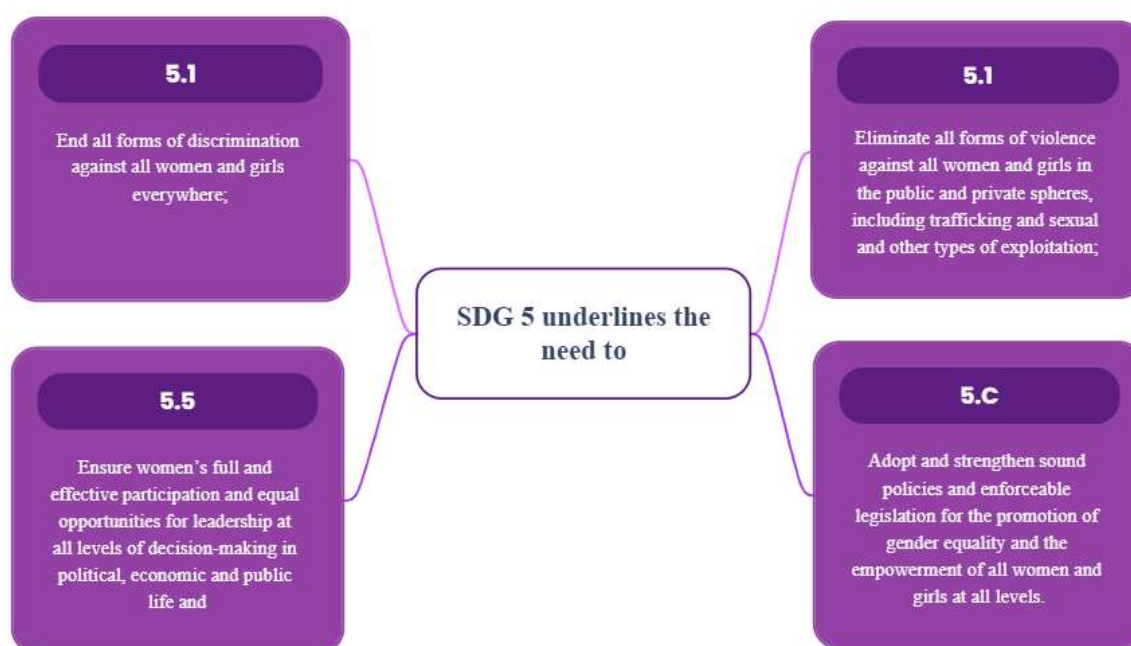 5.1
End all forms of discrimination
against all women and girls
everywhere;
5.1
Eliminate all forms of violence
against all women and girls in
the public and private spheres,
including trafficking and sexual
and other types of exploitation;
SDG 5 underlines the
need to
5.5
Ensure women’s full and
effective participation and equal
opportunities for leadership at
all levels of decision-making in
political, economic and public
life and
5.C
Adopt and strengthen sound
policies and enforceable
legislation for the promotion of
gender equality and the
empowerment of all women and
girls at all levels.